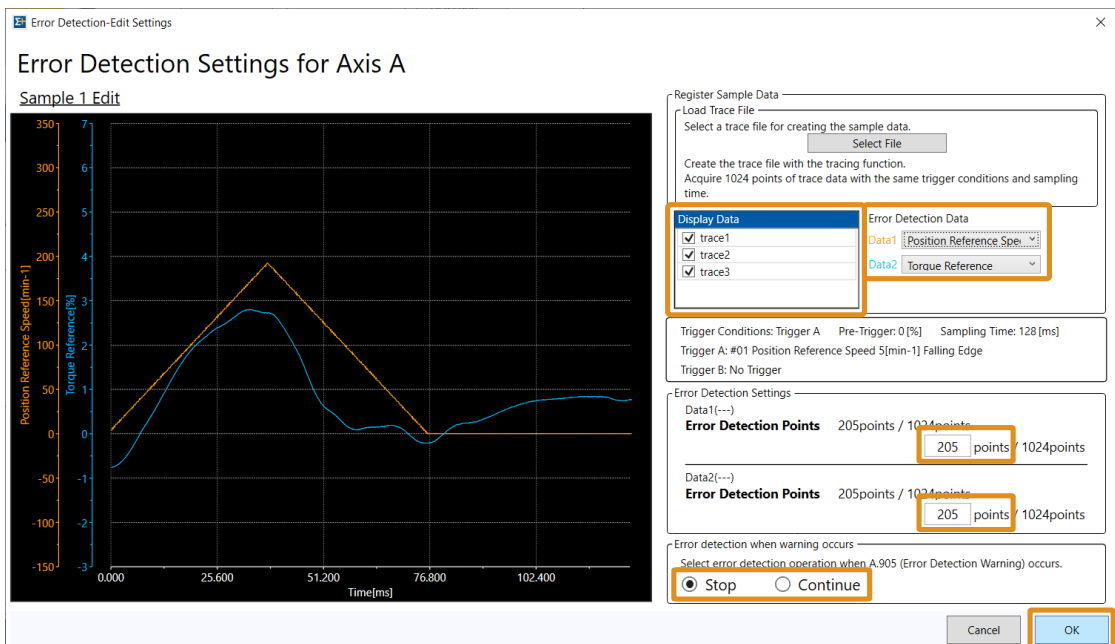 Error Detection-Edit Settings
Error Detection Settings for Axis A
Sample 1 Edit
Position Reference Speed[min-1]
350
300
250
200
150
100
50
0
-50
-100
-150
Torque Reference[%]
7
6
5
4
3
2
1
0
-1
-2
-3
0.000 25.600 51.200 76.800 102.400
Time[ms]
Register Sample Data
Load Trace File
Select a trace file for creating the sample data.
Select File
Create the trace file with the tracing function.
Acquire 1024 points of trace data with the same trigger conditions and sampling
time.
Display Data
trace1
trace2
trace3
Error Detection Data
Data1 Position Reference Spe
Data2 Torque Reference
Trigger Conditions: Trigger A Pre-Trigger: 0 [%] Sampling Time: 128 [ms]
Trigger A: #01 Position Reference Speed 5[min-1] Falling Edge
Trigger B: No Trigger
Error Detection Settings
Data1(---)
Error Detection Points 205points / 1024points
205 points / 1024points
Data2(---)
Error Detection Points 205points / 1024points
205 points / 1024points
Error detection when warning occurs
Select error detection operation when A.905 (Error Detection Warning) occurs.
Stop Continue
Cancel OK